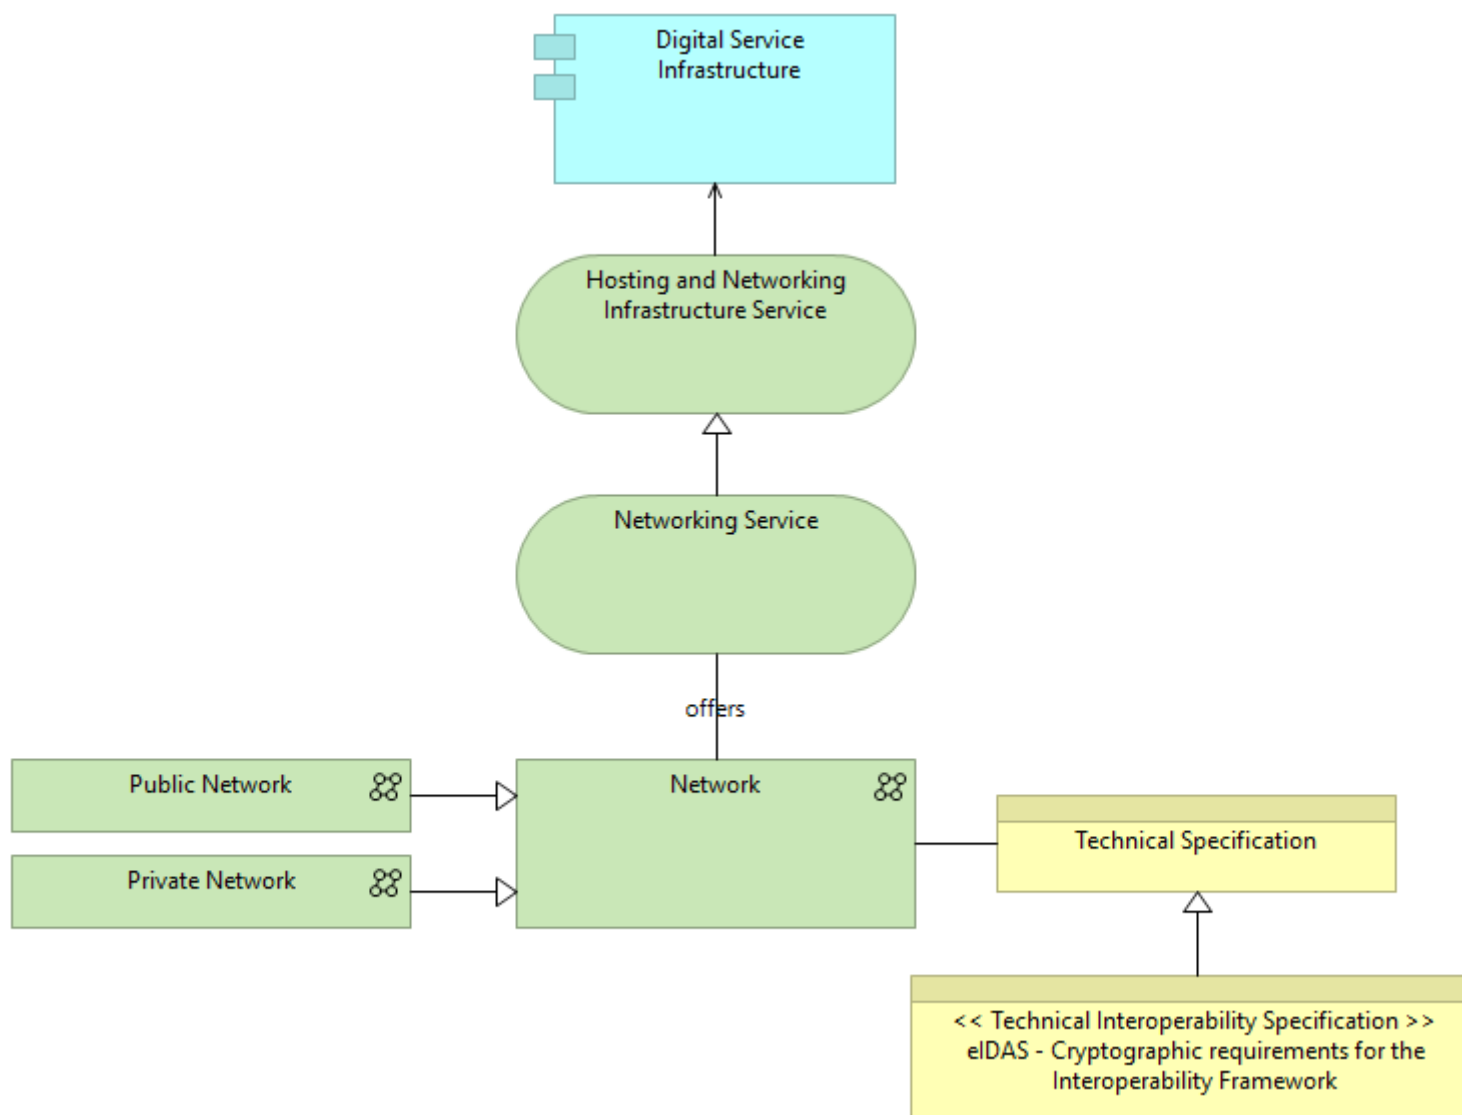 Digital Service
Infrastructure
Hosting and Networking
Infrastructure Service
Networking Service
offers
Public Network
Network
Private Network
Technical Specification
<< Technical Interoperability Specification >>
eIDAS - Cryptographic requirements for the
Interoperability Framework